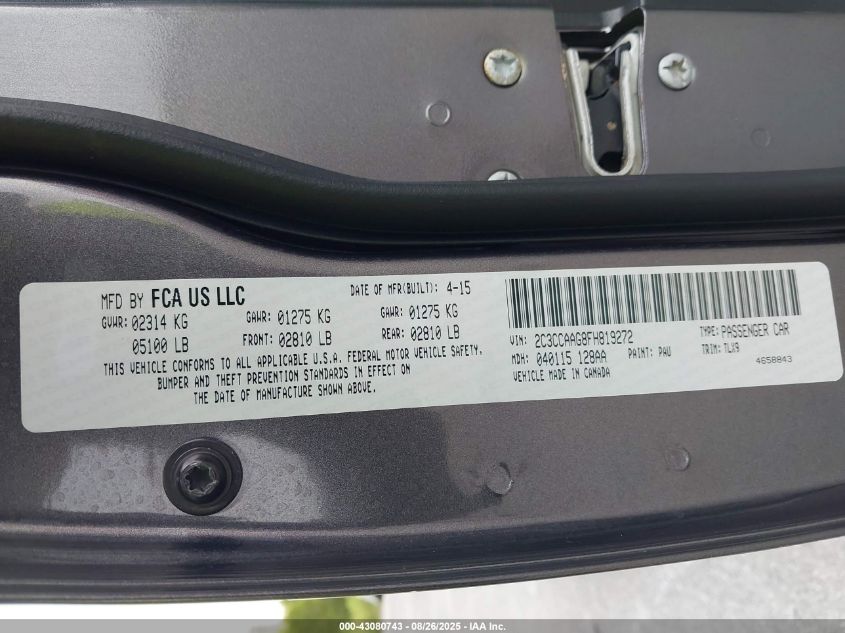 MFD BY FCA US LLC
DATE OF MFR(BUILT): 4-15
GVWR: 02314 KG GAWR: 01275 KG GAWR: 01275 KG
05100 LB FRONT: 02810 LB REAR: 02810 LB
THIS VEHICLE CONFORMS TO ALL APPLICABLE U.S.A. FEDERAL MOTOR VEHICLE SAFETY,
BUMPER AND THEFT PREVENTION STANDARDS IN EFFECT ON
THE DATE OF MANUFACTURE SHOWN ABOVE.
VIN: 2C3CCAAG8FH819272 TYPE: PASSENGER CAR
MDH: 040115 128AA PAINT: PAU TRIM: TLX9
VEHICLE MADE IN CANADA 4658843
000-43080743 - 08/26/2025 - IAA Inc.